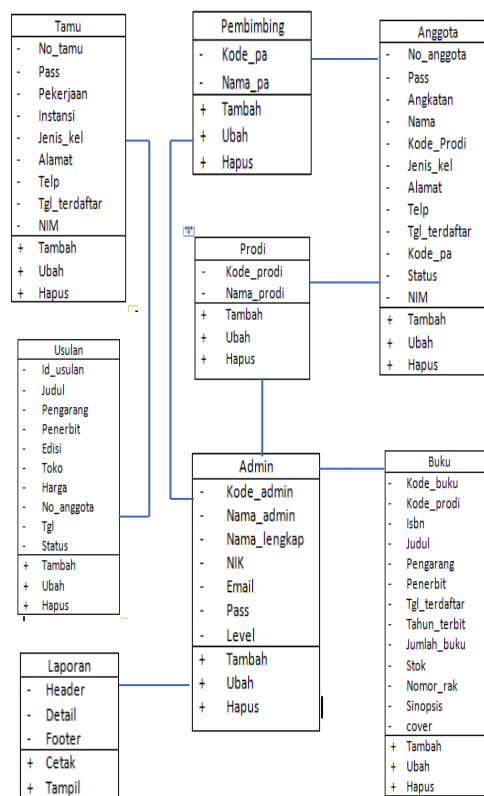 Tamu
- No_tamu
- Pass
- Pekerjaan
- Instansi
- Jenis_kel
- Alamat
- Telp
- Tgl_terdaftar
- NIM
+ Tambah
+ Ubah
+ Hapus
Pembimbing
- Kode_pa
- Nama_pa
+ Tambah
+ Ubah
+ Hapus
Anggota
- No_anggota
- Pass
- Angkatan
- Nama
- Kode_Prodi
- Jenis_kel
- Alamat
- Telp
- Tgl_terdaftar
- Kode_pa
- Status
- NIM
+ Tambah
+ Ubah
+ Hapus
Prodi
- Kode_prodi
- Nama_prodi
+ Tambah
+ Ubah
+ Hapus
Usulan
- Id_usulan
- Judul
- Pengarang
- Penerbit
- Edisi
- Toko
- Harga
- No_anggota
- Tgl
- Status
+ Tambah
+ Ubah
+ Hapus
Admin
- Kode_admin
- Nama_admin
- Nama_lengkap
- NIK
- Email
- Pass
- Level
+ Tambah
+ Ubah
+ Hapus
Buku
- Kode_buku
- Kode_prodi
- Isbn
- Judul
- Pengarang
- Penerbit
- Tgl_terdaftar
- Tahun_terbit
- Jumlah_buku
- Stok
- Nomor_rak
- Sinopsis
- cover
+ Tambah
+ Ubah
+ Hapus
Laporan
- Header
- Detail
- Footer
+ Cetak
+ Tampil